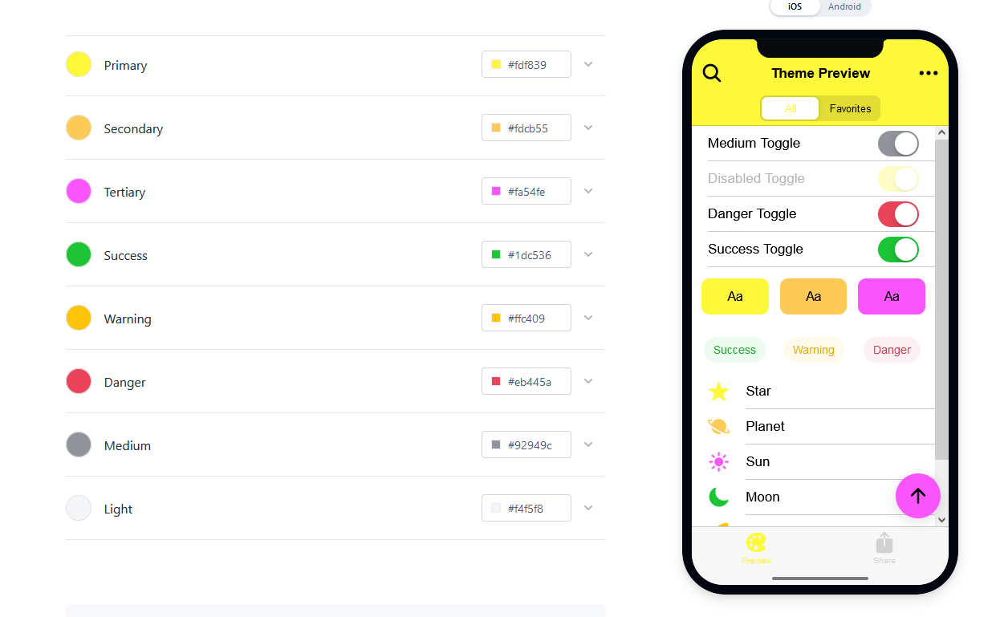 iOS Android
Primary #fdf839
Secondary #fdcb55
Tertiary #fa54fe
Success #1dc536
Warning #ffc409
Danger #eb445a
Medium #92949c
Light #f4f5f8
Theme Preview
All Favorites
Medium Toggle
Disabled Toggle
Danger Toggle
Success Toggle
Aa Aa Aa
Success Warning Danger
Star
Planet
Sun
Moon
Preview Share